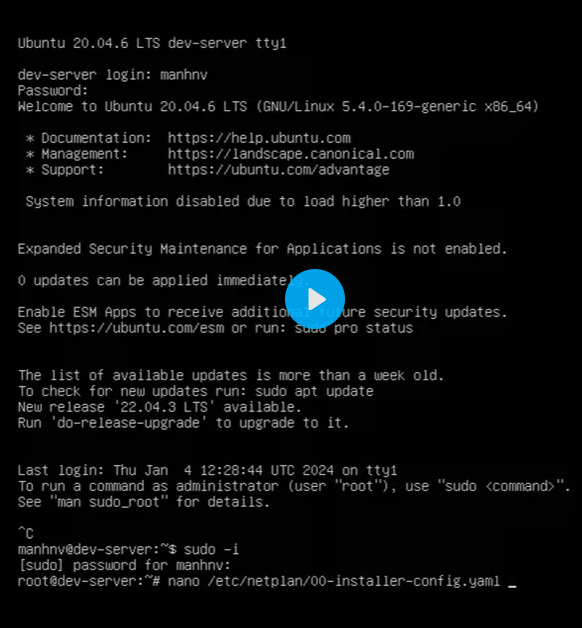 Ubuntu 20.04.6 LTS dev-server tty1
dev-server login: manhnv
Password:
Welcome to Ubuntu 20.04.6 LTS (GNU/Linux 5.4.0-169-generic x86_64)
* Documentation: https://help.ubuntu.com
* Management: https://landscape.canonical.com
* Support: https://ubuntu.com/advantage
System information disabled due to load higher than 1.0
Expanded Security Maintenance for Applications is not enabled.
0 updates can be applied immediately.
Enable ESM Apps to receive additional future security updates.
See https://ubuntu.com/esm or run: sudo pro status
The list of available updates is more than a week old.
To check for new updates run: sudo apt update
New release '22.04.3 LTS' available.
Run 'do-release-upgrade' to upgrade to it.
Last login: Thu Jan  4 12:28:44 UTC 2024 on tty1
To run a command as administrator (user "root"), use "sudo <command>".
See "man sudo_root" for details.
^C
manhnv@dev-server:~$ sudo -i
[sudo] password for manhnv:
root@dev-server:~# nano /etc/netplan/00-installer-config.yaml _